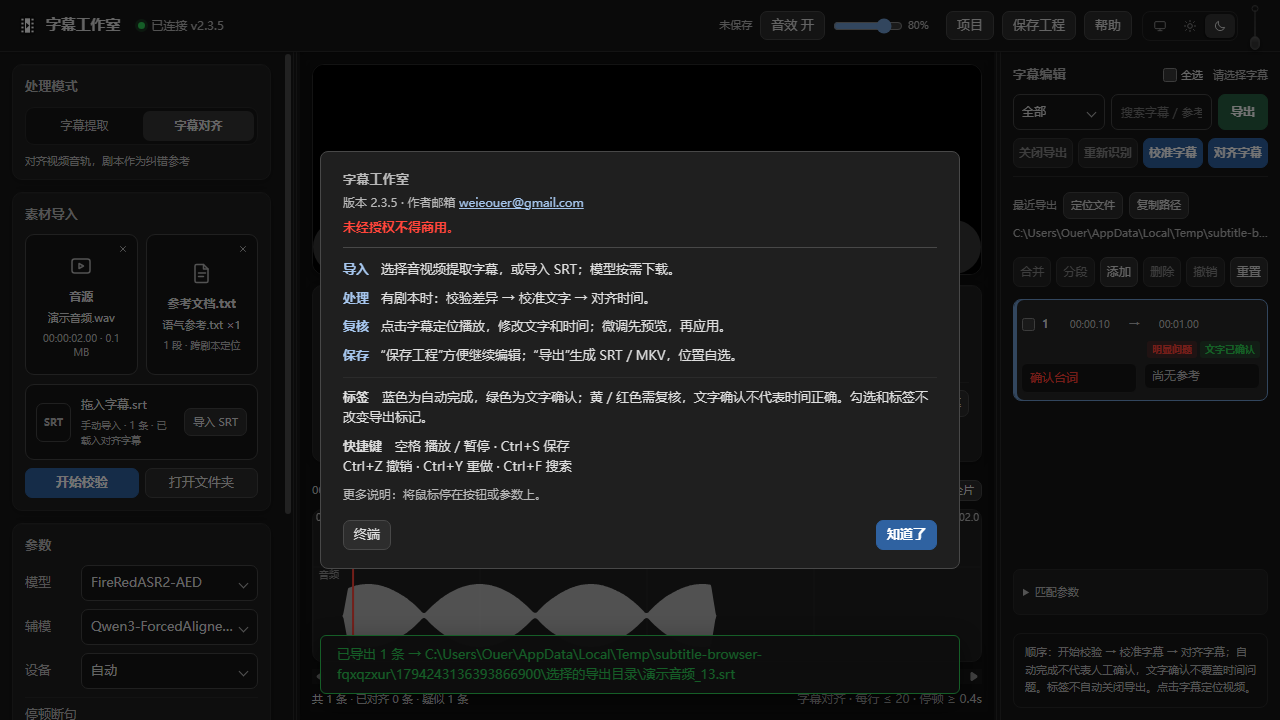 字幕工作室
已连接 v2.3.5
未保存
音效 开
80%
项目
保存工程
帮助
处理模式
字幕提取
字幕对齐
对齐视频音轨，剧本作为纠错参考
素材导入
音源
演示音频.wav
00:00:02.00 · 0.1
MB
参考文档.txt
语气参考.txt ×1
1 段 · 跨剧本定位
SRT
拖入字幕.srt
手动导入 · 1 条 · 已
载入对齐字幕
导入 SRT
开始校验
打开文件夹
参数
模型
FireRedASR2-AED
辅模
Qwen3-ForcedAligne...
设备
自动
停顿断句
字幕工作室
版本 2.3.5 · 作者邮箱 weieouer@gmail.com
未经授权不得商用。
导入 选择音视频提取字幕，或导入 SRT；模型按需下载。
处理 有剧本时：校验差异 → 校准文字 → 对齐时间。
复核 点击字幕定位播放，修改文字和时间；微调先预览，再应用。
保存 “保存工程”方便继续编辑；“导出”生成 SRT / MKV，位置自选。
标签 蓝色为自动完成，绿色为文字确认；黄 / 红色需复核，文字确认不代表时间正确。勾选和标签不
改变导出标记。
快捷键 空格 播放 / 暂停 · Ctrl+S 保存
Ctrl+Z 撤销 · Ctrl+Y 重做 · Ctrl+F 搜索
更多说明：将鼠标停在按钮或参数上。
终端
知道了
音频
已导出 1 条 → C:\Users\Ouer\AppData\Local\Temp\subtitle-browser-
fqxqzxur\1794243136393866900\选择的导出目录\演示音频_13.srt
共 1 条 · 已对齐 0 条 · 疑似 1 条
字幕对齐 · 每行 ≤ 20 · 停顿 ≥ 0.4s
字幕编辑
全选
请选择字幕
全部
搜索字幕 / 参考
导出
关闭导出
重新识别
校准字幕
对齐字幕
最近导出
定位文件
复制路径
C:\Users\Ouer\AppData\Local\Temp\subtitle-b...
合并
分段
添加
删除
撤销
重置
1
00:00.10
→
00:01.00
明显问题
文字已确认
确认台词
尚无参考
匹配参数
顺序：开始校验 → 校准字幕 → 对齐字幕；自
动完成不代表人工确认，文字确认不覆盖时间问
题。标签不自动关闭导出。点击字幕定位视频。